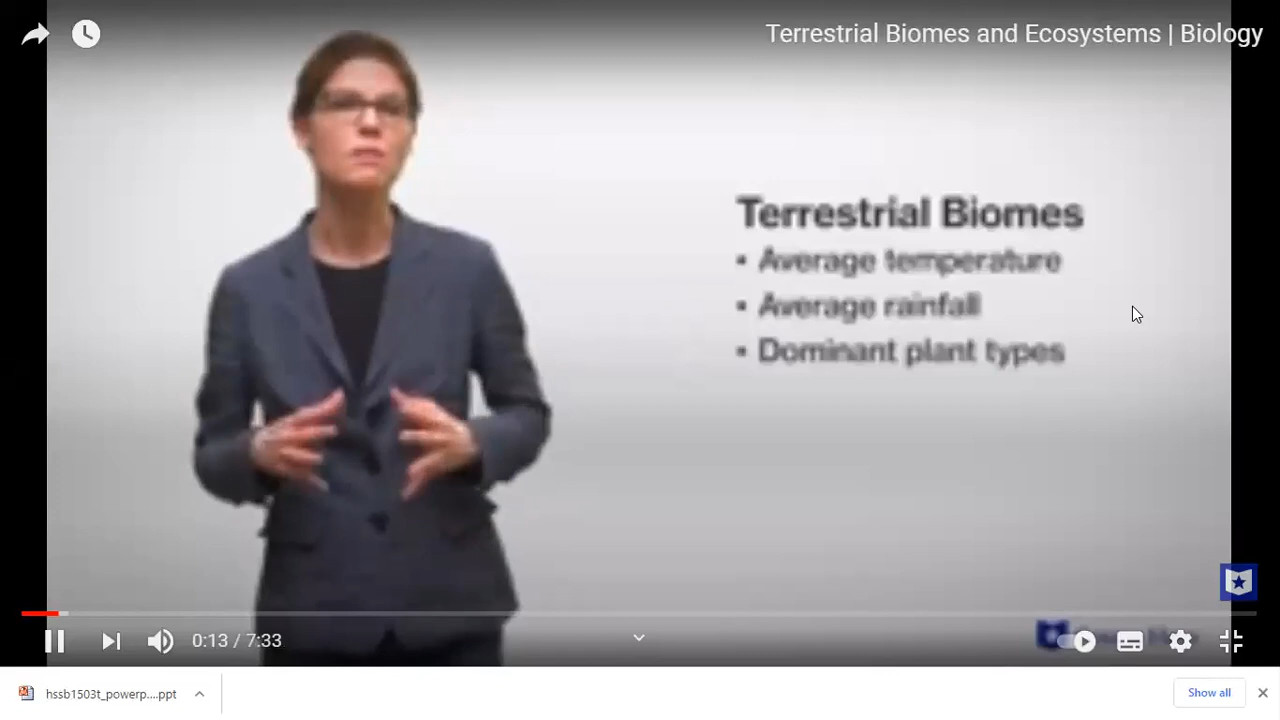 Terrestrial Biomes and Ecosystems | Biology
Terrestrial Biomes
• Average temperature
• Average rainfall
• Dominant plant types
0:13 / 7:33
hssb1503t_powerp....ppt
Show all